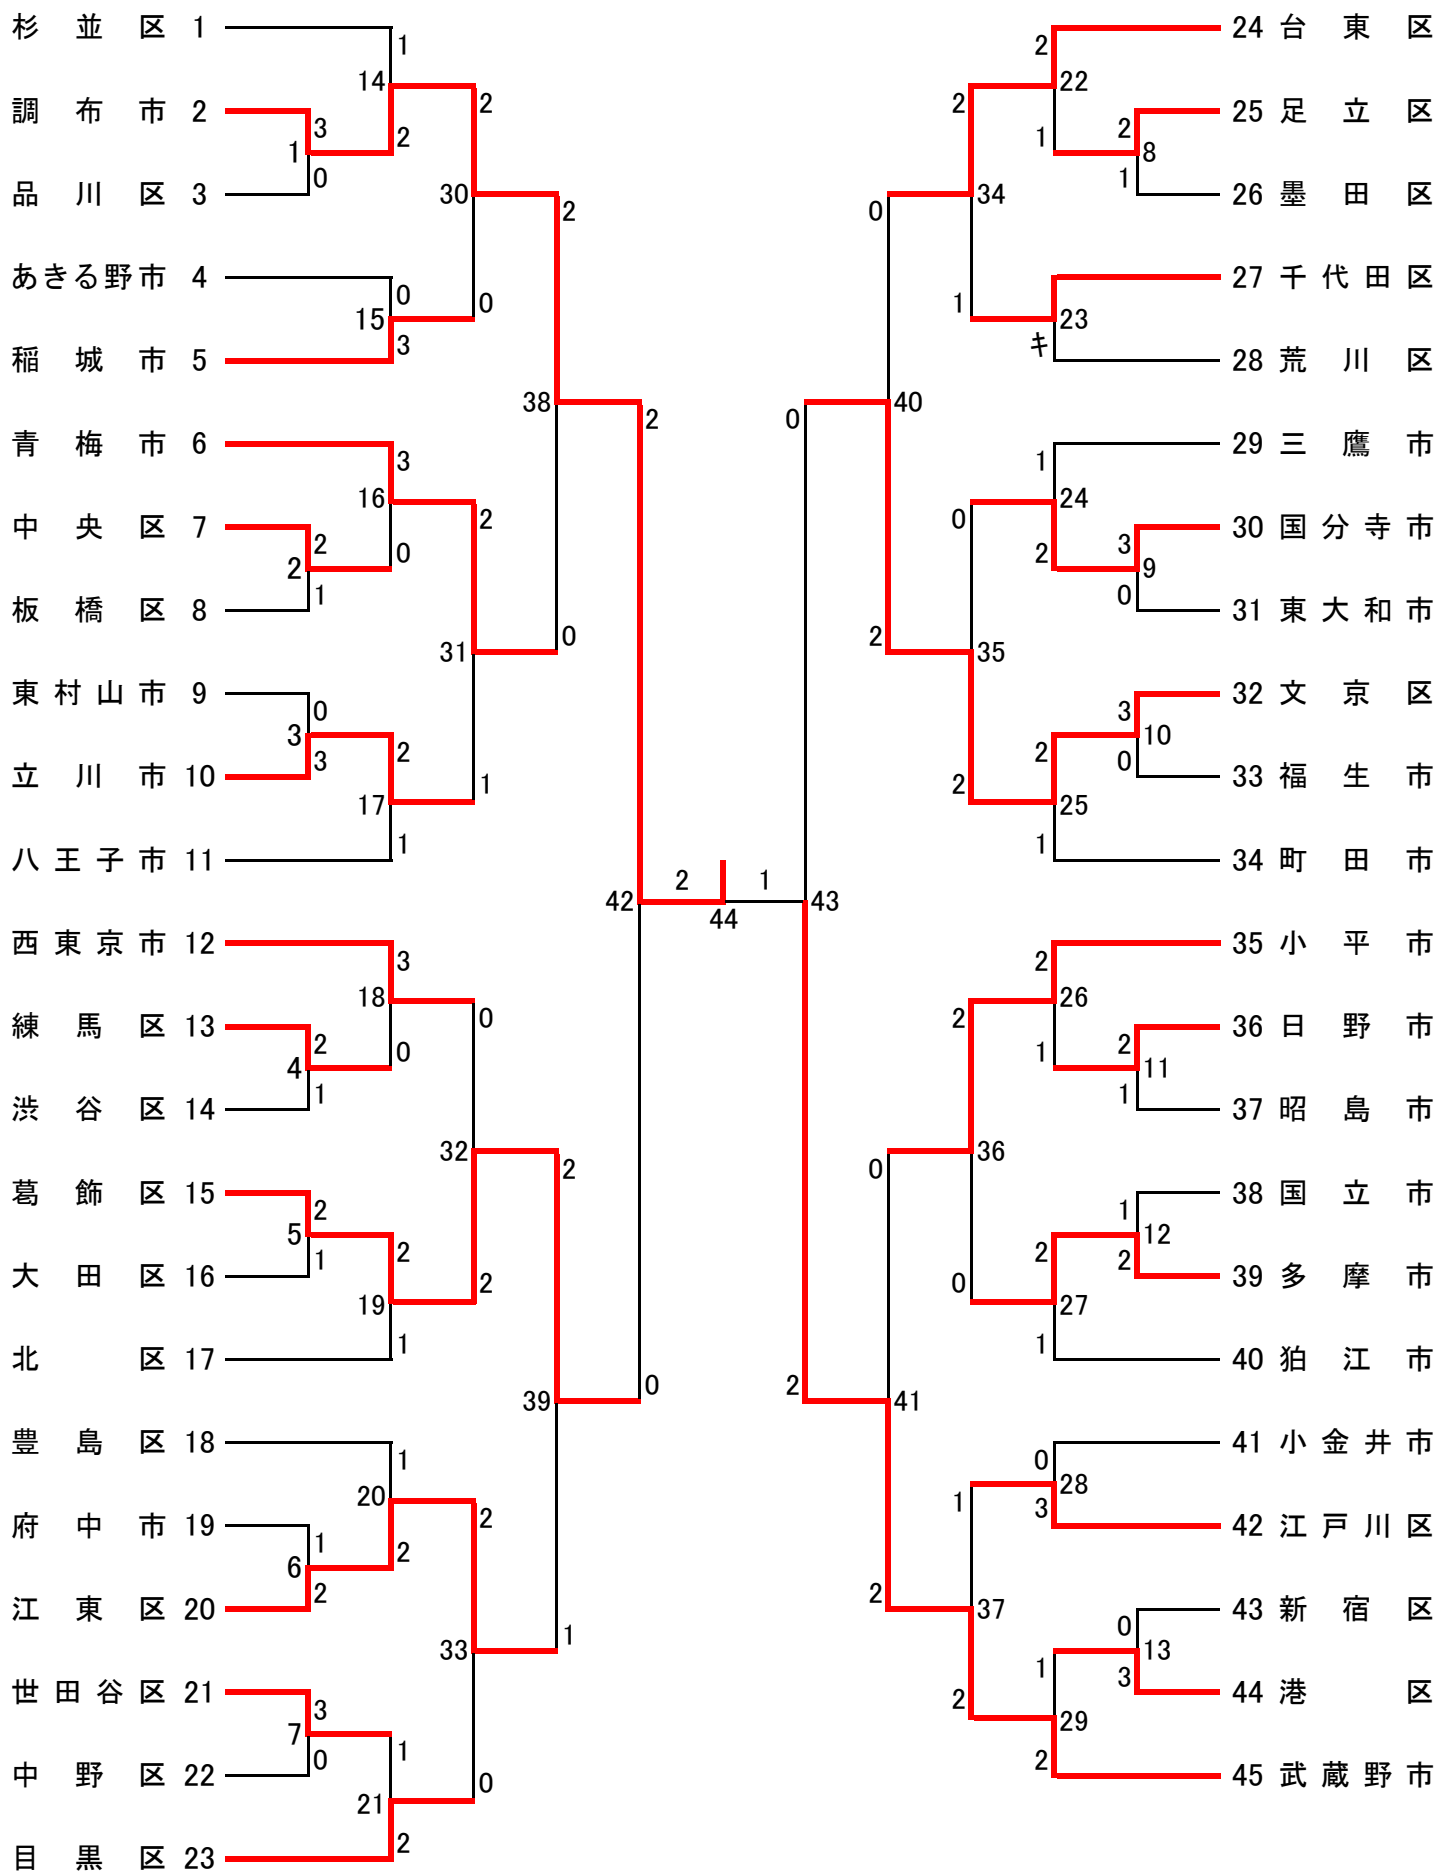 杉並区 1
1
14
調布市 2
3
1
2
0
品川区 3
2
30
あきる野市 4
0
15
3
稲城市 5
0
2
38
青梅市 6
3
16
中央区 7
2
2
0
1
板橋区 8
2
31
東村山市 9
0
3
3
立川市 10
2
17
1
八王子市 11
1
0
2
42
西東京市 12
3
18
練馬区 13
2
4
0
1
渋谷区 14
0
32
葛飾区 15
2
5
1
大田区 16
2
19
1
北区 17
2
2
39
0
豊島区 18
1
20
府中市 19
1
6
2
江東区 20
2
2
33
1
世田谷区 21
3
7
0
中野区 22
1
21
2
目黒区 23
0
2
44
1
24 台東区
2
22
25 足立区
2
8
1
1
26 墨田区
2
34
27 千代田区
23
キ
28 荒川区
1
0
40
29 三鷹市
1
24
30 国分寺市
3
9
2
0
31 東大和市
0
35
32 文京区
3
10
0
33 福生市
2
25
1
34 町田市
2
2
0
43
35 小平市
2
26
36 日野市
2
11
1
1
37 昭島市
2
36
38 国立市
1
12
2
39 多摩市
2
27
1
40 狛江市
0
0
41
2
41 小金井市
0
28
3
42 江戸川区
1
37
43 新宿区
0
13
3
44 港区
1
29
2
45 武蔵野市
2
2